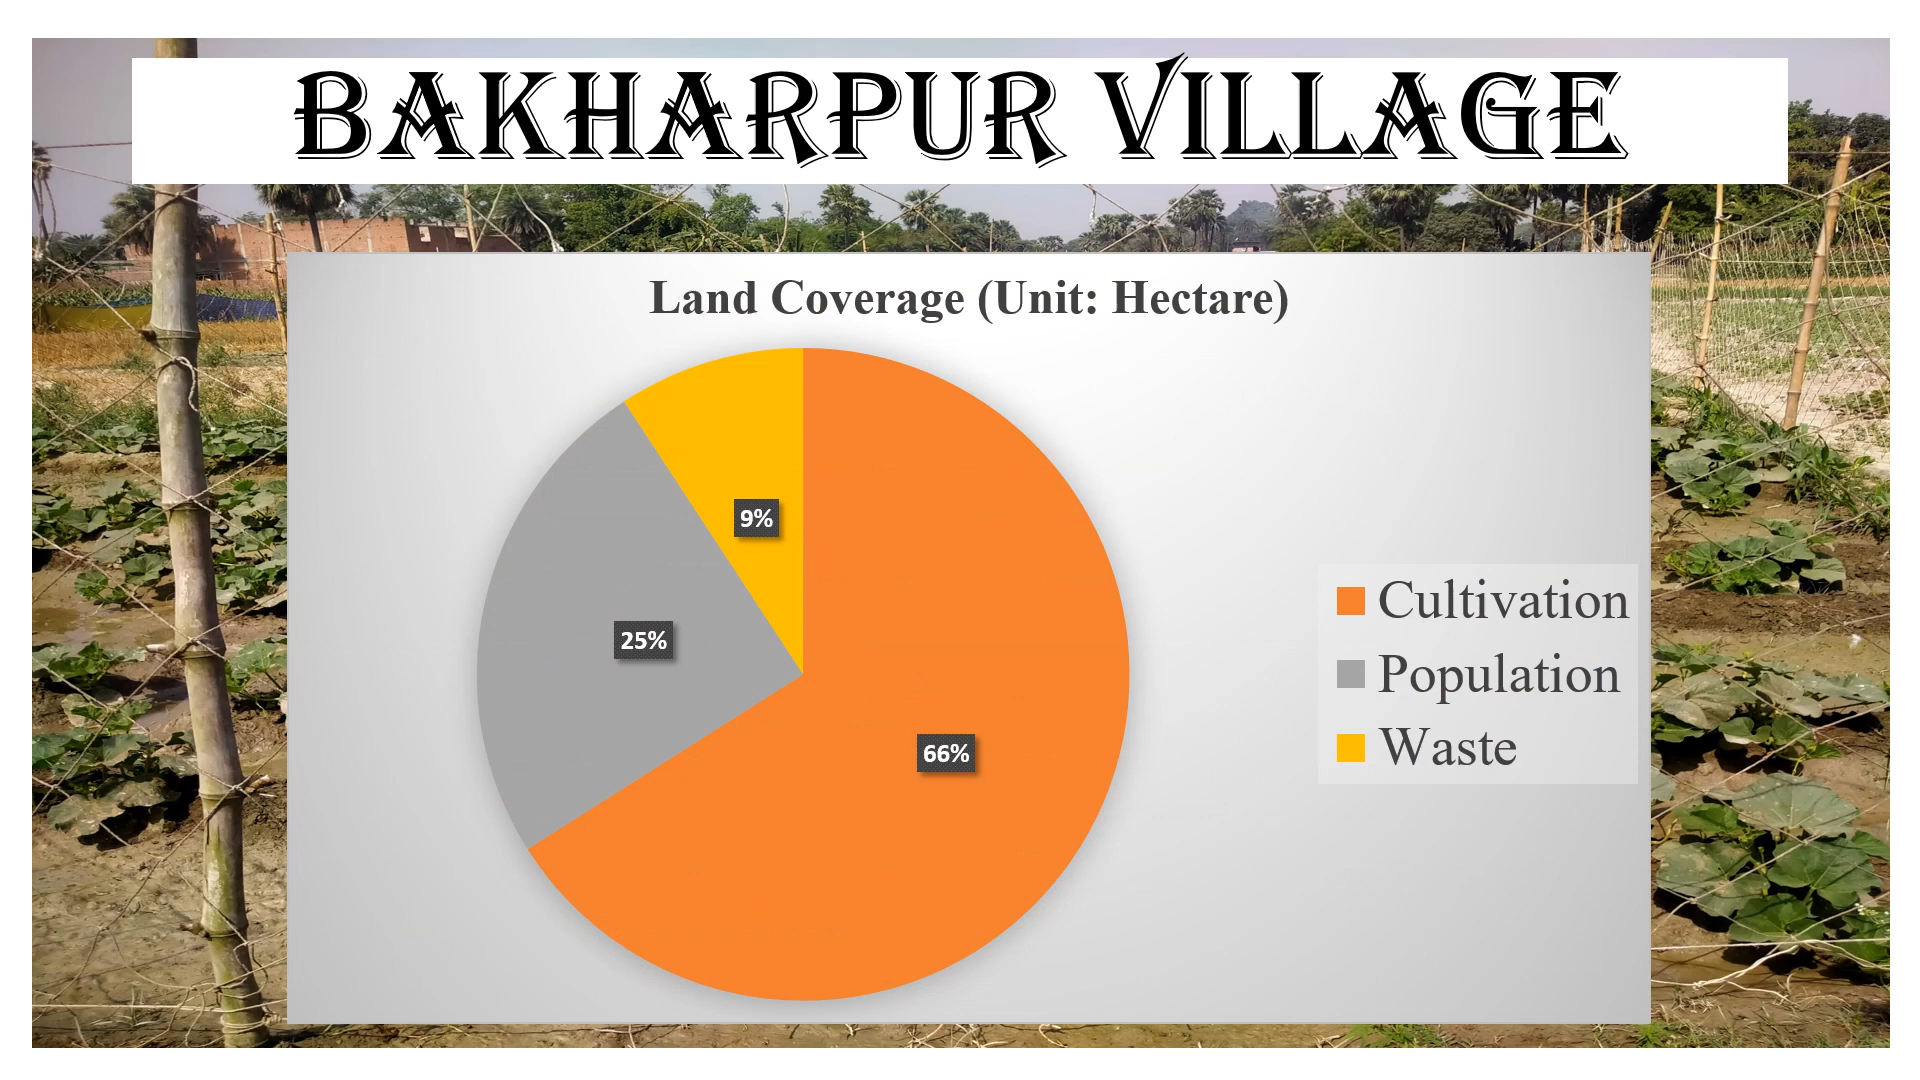 BAKHARPUR VILLAGE
Land Coverage (Unit: Hectare)
9%
25%
66%
Cultivation
Population
Waste